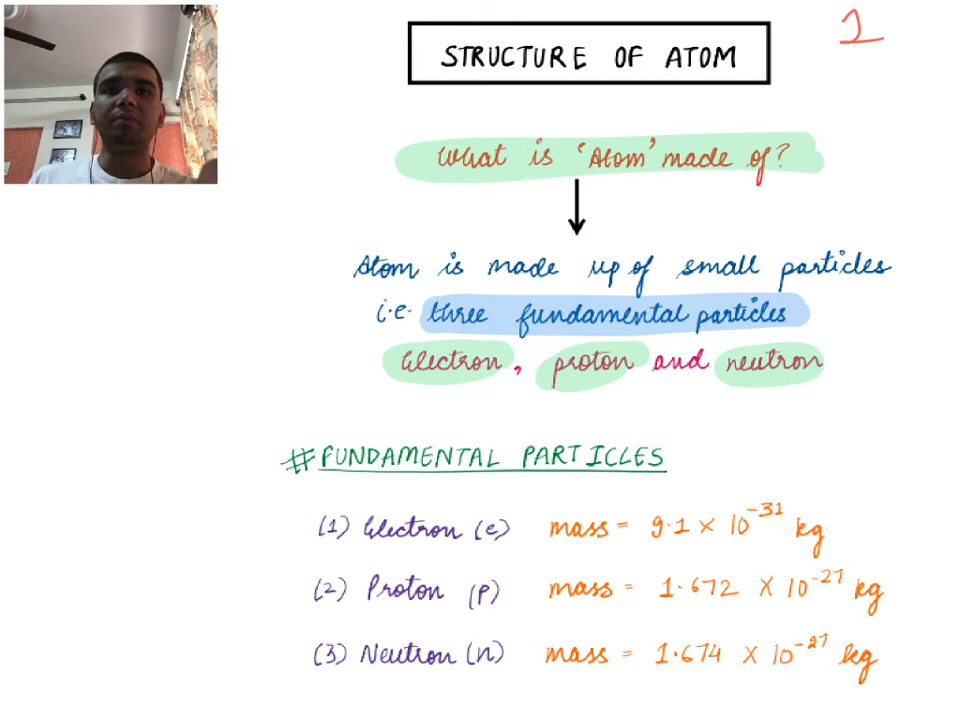 1
STRUCTURE OF ATOM
What is 'Atom' made of?
Atom is made up of small particles
i.e. three fundamental particles
Electron, proton and neutron
# FUNDAMENTAL PARTICLES
(1) Electron (e) mass = 9.1 × 10⁻³¹ kg
(2) Proton (p) mass = 1.672 × 10⁻²⁷ kg
(3) Neutron (n) mass = 1.674 × 10⁻²⁷ kg